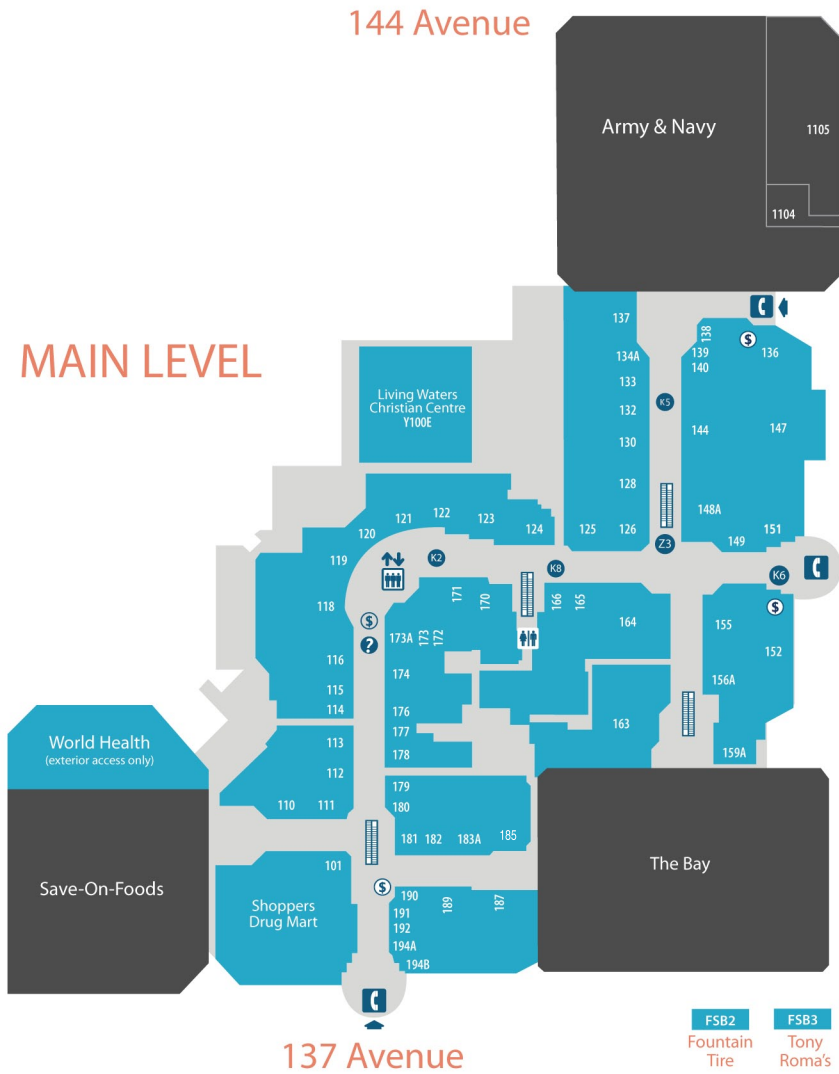 144 Avenue
Army & Navy
1105
1104
MAIN LEVEL
137
138
136
134A
139
140
133
132
K5
130
144
147
128
148A
Living Waters
Christian Centre
Y100E
121
122
123
124
125
126
Z3
149
151
120
119
K2
K8
K6
118
171
170
166
165
164
155
152
173A
173
172
116
174
115
114
176
156A
177
178
163
159A
World Health
(exterior access only)
113
112
110
111
179
180
181
182
183A
185
Save-On-Foods
101
The Bay
Shoppers
Drug Mart
190
189
187
191
192
194A
194B
$
$
$
$
?
137 Avenue
FSB2
Fountain
Tire
FSB3
Tony
Roma's